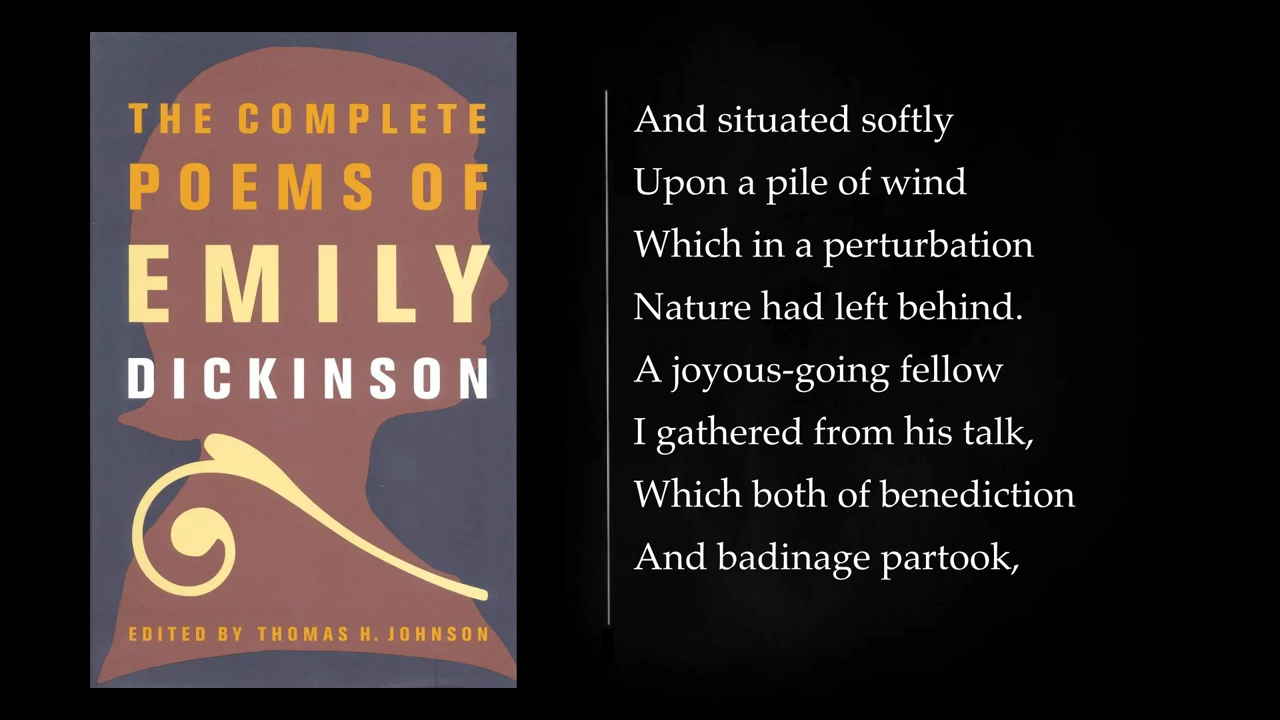 THE COMPLETE
POEMS OF
EMILY
DICKINSON
EDITED BY THOMAS H. JOHNSON
And situated softly
Upon a pile of wind
Which in a perturbation
Nature had left behind.
A joyous-going fellow
I gathered from his talk,
Which both of benediction
And badinage partook,